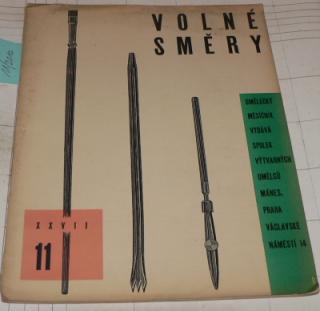 VOLNÉ
SMĚRY
UMĚLECKÝ
MĚSÍČNÍK
VYDÁVÁ
SPOLEK
VÝTVARNÝCH
UMĚLCŮ
MÁNES,
PRAHA
VÁCLAVSKÉ
NÁMĚSTÍ 14
XXVII
11